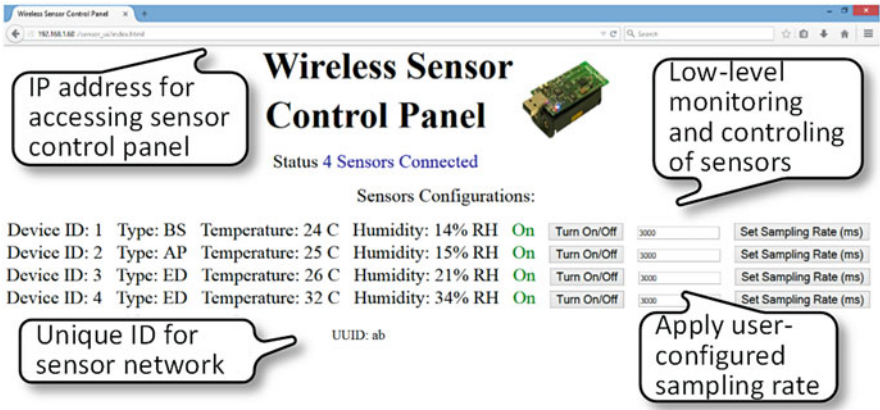 Wireless Sensor Control Panel
192.168.1.60/sensor_ui/index.html
Search
IP address for
accessing sensor
control panel
Wireless Sensor
Control Panel
Low-level
monitoring
and controling
of sensors
Status 4 Sensors Connected
Sensors Configurations:
Device ID: 1 Type: BS Temperature: 24 C Humidity: 14% RH On Turn On/Off 3000 Set Sampling Rate (ms)
Device ID: 2 Type: AP Temperature: 25 C Humidity: 15% RH On Turn On/Off 3000 Set Sampling Rate (ms)
Device ID: 3 Type: ED Temperature: 26 C Humidity: 21% RH On Turn On/Off 3000 Set Sampling Rate (ms)
Device ID: 4 Type: ED Temperature: 32 C Humidity: 34% RH On Turn On/Off 3000 Set Sampling Rate (ms)
Unique ID for
sensor network
UUID: ab
Apply user-
configured
sampling rate